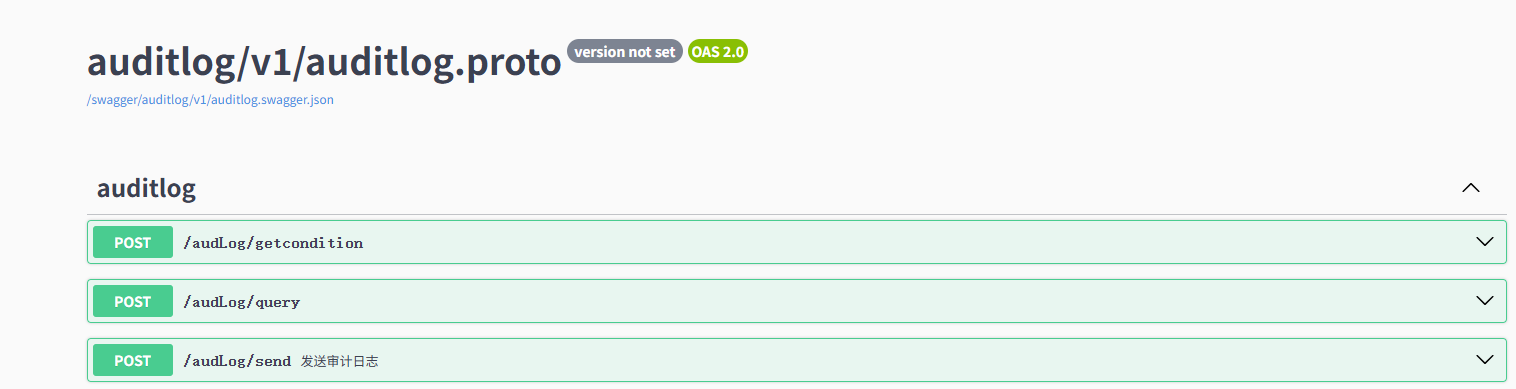 auditlog/v1/auditlog.proto version not set OAS 2.0
/swagger/auditlog/v1/auditlog.swagger.json
auditlog
POST /audLog/getcondition
POST /audLog/query
POST /audLog/send 发送审计日志